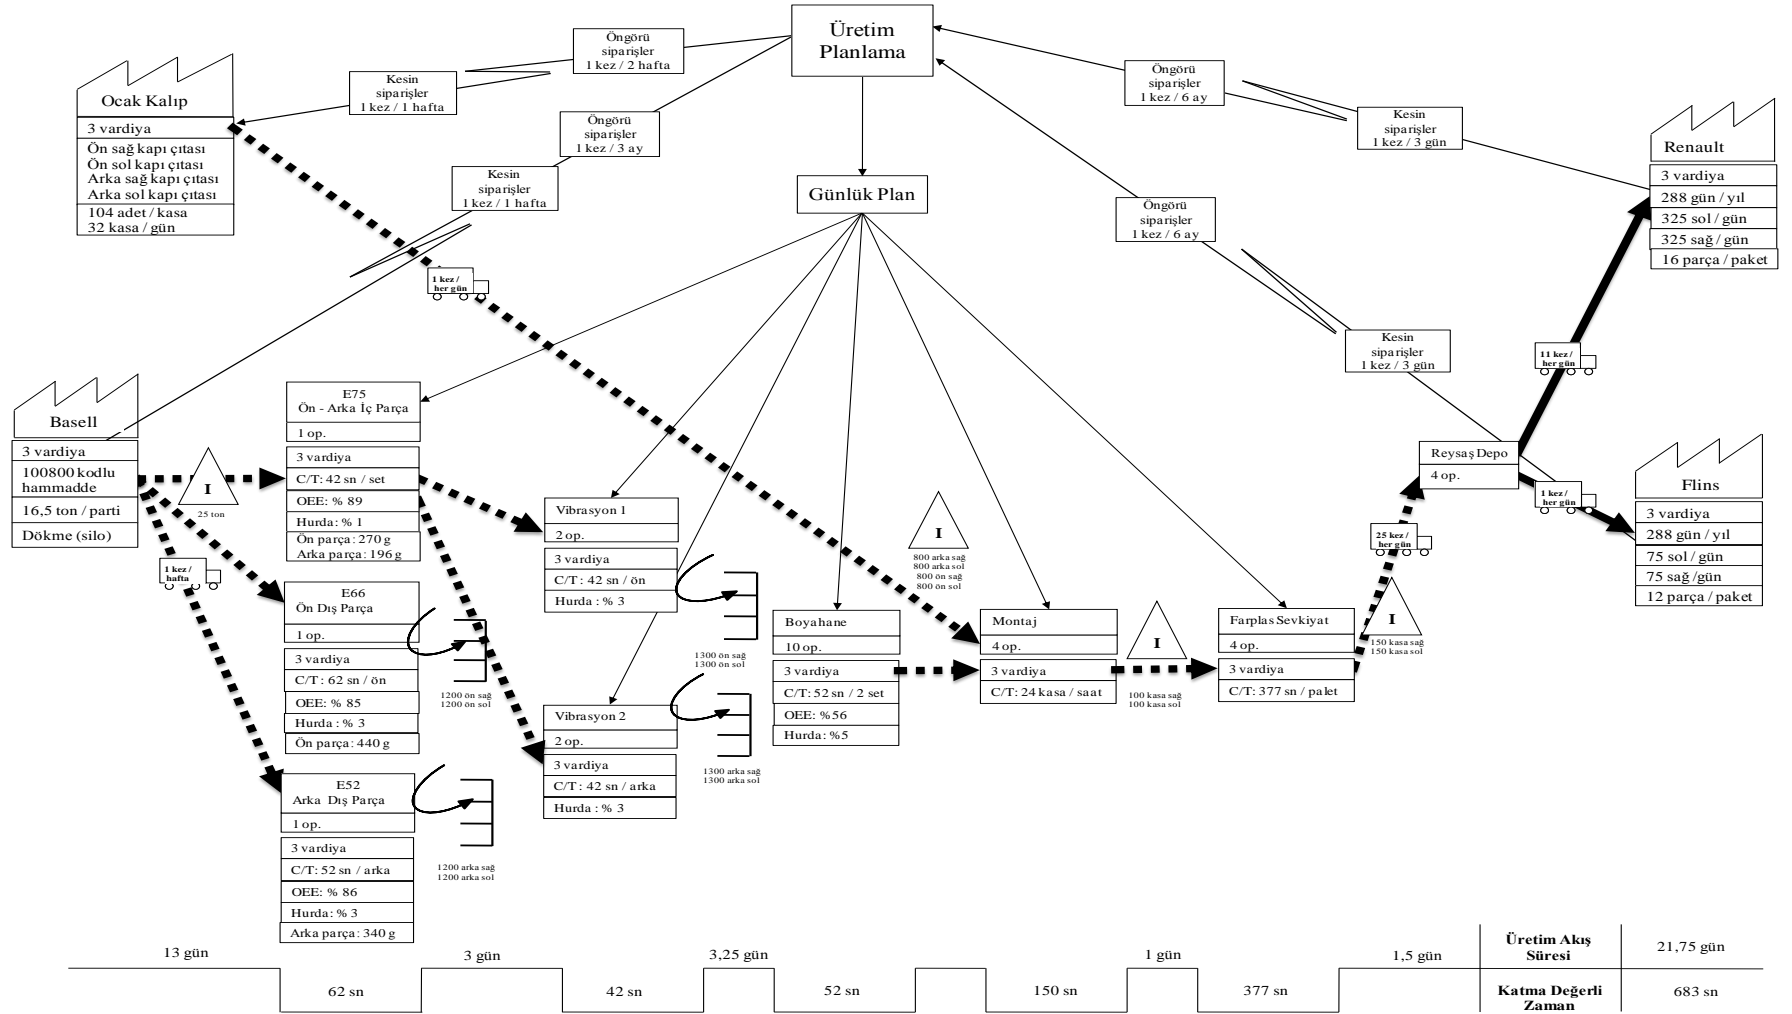 Üretim
Planlama
Öngörü
siparişler
1 kez / 2 hafta
Kesin
siparişler
1 kez / 1 hafta
Öngörü
siparişler
1 kez / 3 ay
Kesin
siparişler
1 kez / 1 hafta
Öngörü
siparişler
1 kez / 6 ay
Kesin
siparişler
1 kez / 3 gün
Öngörü
siparişler
1 kez / 6 ay
Kesin
siparişler
1 kez / 3 gün
Ocak Kalıp
3 vardiya
Ön sağ kapı çıtası
Ön sol kapı çıtası
Arka sağ kapı çıtası
Arka sol kapı çıtası
104 adet / kasa
32 kasa / gün
Günlük Plan
Renault
3 vardiya
288 gün / yıl
325 sol / gün
325 sağ / gün
16 parça / paket
1 kez /
her gün
11 kez /
her gün
Basell
3 vardiya
100800 kodlu
hammadde
16,5 ton / parti
Dökme (silo)
I
25 ton
1 kez /
hafta
E75
Ön - Arka İç Parça
1 op.
3 vardiya
C/T: 42 sn / set
OEE: % 89
Hurda: % 1
Ön parça: 270 g
Arka parça: 196 g
E66
Ön Dış Parça
1 op.
3 vardiya
C/T: 62 sn / ön
OEE: % 85
Hurda: % 3
Ön parça: 440 g
1200 ön sağ
1200 ön sol
E52
Arka Dış Parça
1 op.
3 vardiya
C/T: 52 sn / arka
OEE: % 86
Hurda: % 3
Arka parça: 340 g
1200 arka sağ
1200 arka sol
Vibrasyon 1
2 op.
3 vardiya
C/T: 42 sn / ön
Hurda : % 3
1300 ön sağ
1300 ön sol
Vibrasyon 2
2 op.
3 vardiya
C/T: 42 sn / arka
Hurda : % 3
1300 arka sağ
1300 arka sol
Boyahane
10 op.
3 vardiya
C/T: 52 sn / 2 set
OEE: %56
Hurda: %5
I
800 arka sağ
800 arka sol
800 ön sağ
800 ön sol
Montaj
4 op.
3 vardiya
C/T: 24 kasa / saat
I
100 kasa sağ
100 kasa sol
Farplas Sevkiyat
4 op.
3 vardiya
C/T: 377 sn / palet
I
150 kasa sağ
150 kasa sol
25 kez /
her gün
Reysaş Depo
4 op.
1 kez /
her gün
Flins
3 vardiya
288 gün / yıl
75 sol / gün
75 sağ /gün
12 parça / paket
13 gün
3 gün
3,25 gün
1 gün
1,5 gün
Üretim Akış
Süresi
21,75 gün
62 sn
42 sn
52 sn
150 sn
377 sn
Katma Değerli
Zaman
683 sn